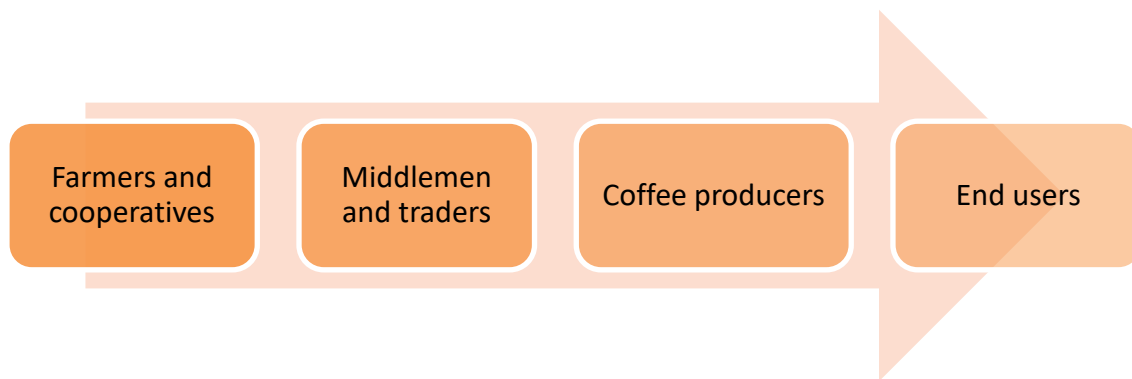 Farmers and
cooperatives
Middlemen
and traders
Coffee producers
End users